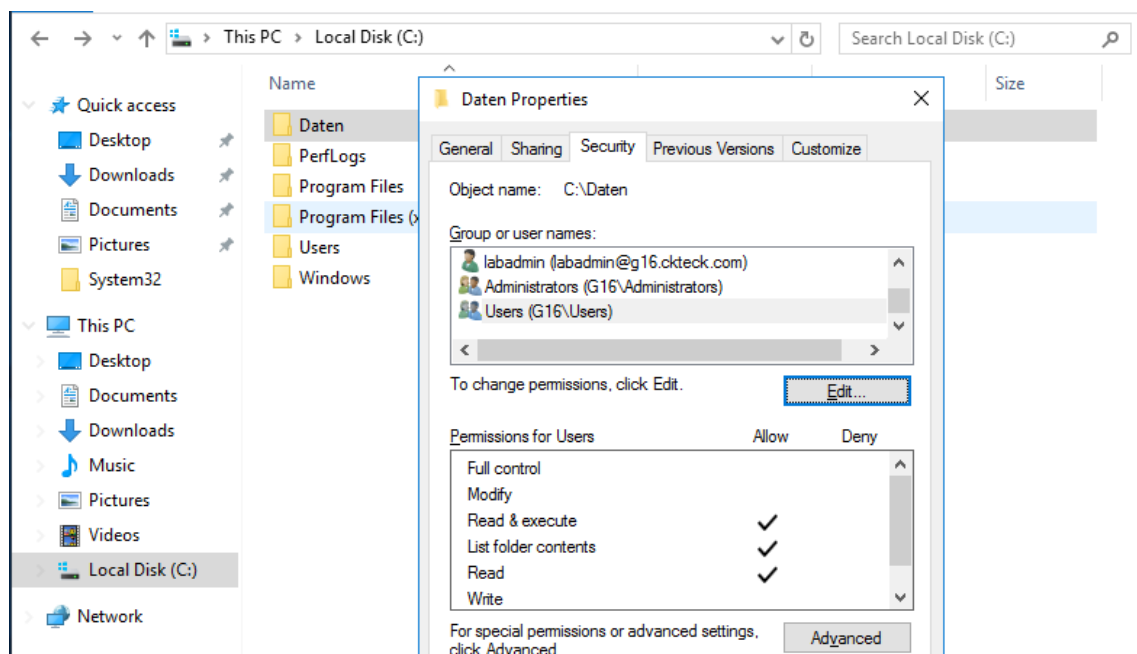 This PC > Local Disk (C:)
Search Local Disk (C:)
Name
Size
Quick access
Desktop
Downloads
Documents
Pictures
System32
This PC
Desktop
Documents
Downloads
Music
Pictures
Videos
Local Disk (C:)
Network
Daten
PerfLogs
Program Files
Program Files (x
Users
Windows
Daten Properties
General Sharing Security Previous Versions Customize
Object name: C:\Daten
Group or user names:
labadmin (labadmin@g16.ckteck.com)
Administrators (G16\Administrators)
Users (G16\Users)
To change permissions, click Edit.
Edit...
Permissions for Users Allow Deny
Full control
Modify
Read & execute
List folder contents
Read
Write
For special permissions or advanced settings,
click Advanced.
Advanced